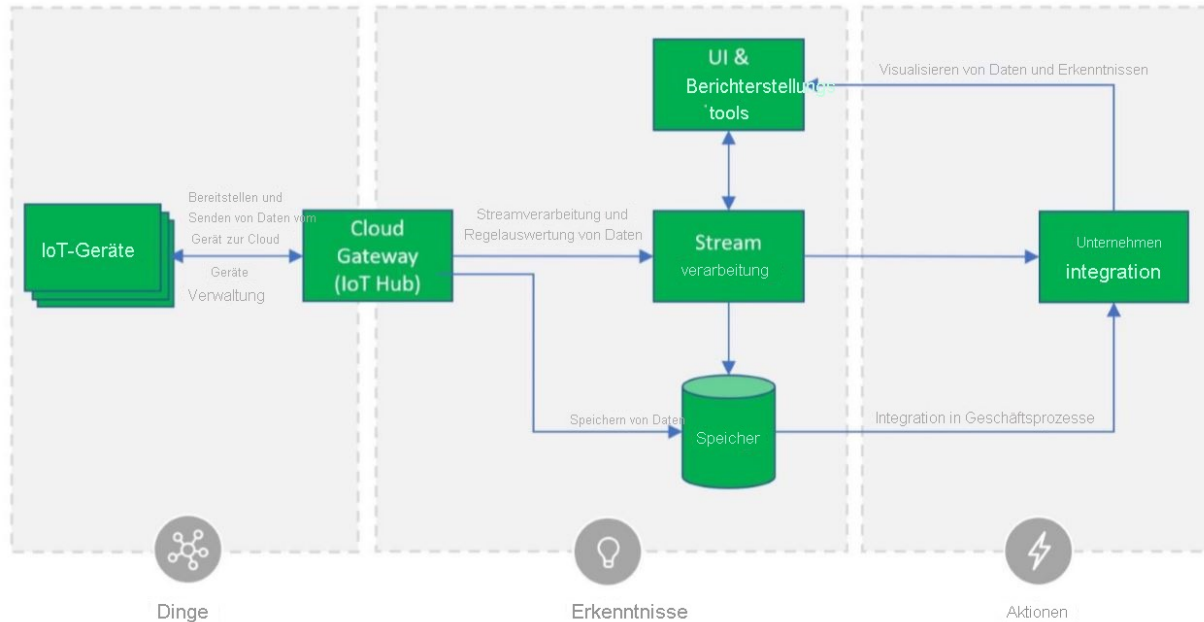 UI &
Berichterstellungs
tools
Visualisieren von Daten und Erkenntnissen
Bereitstellen und
Senden von Daten vom
Gerät zur Cloud
Geräte
Verwaltung
IoT-Geräte
Cloud
Gateway
(IoT Hub)
Streamverarbeitung und
Regelauswertung von Daten
Stream
verarbeitung
Unternehmen
integration
Speichern von Daten
Speicher
Integration in Geschäftsprozesse
Dinge
Erkenntnisse
Aktionen